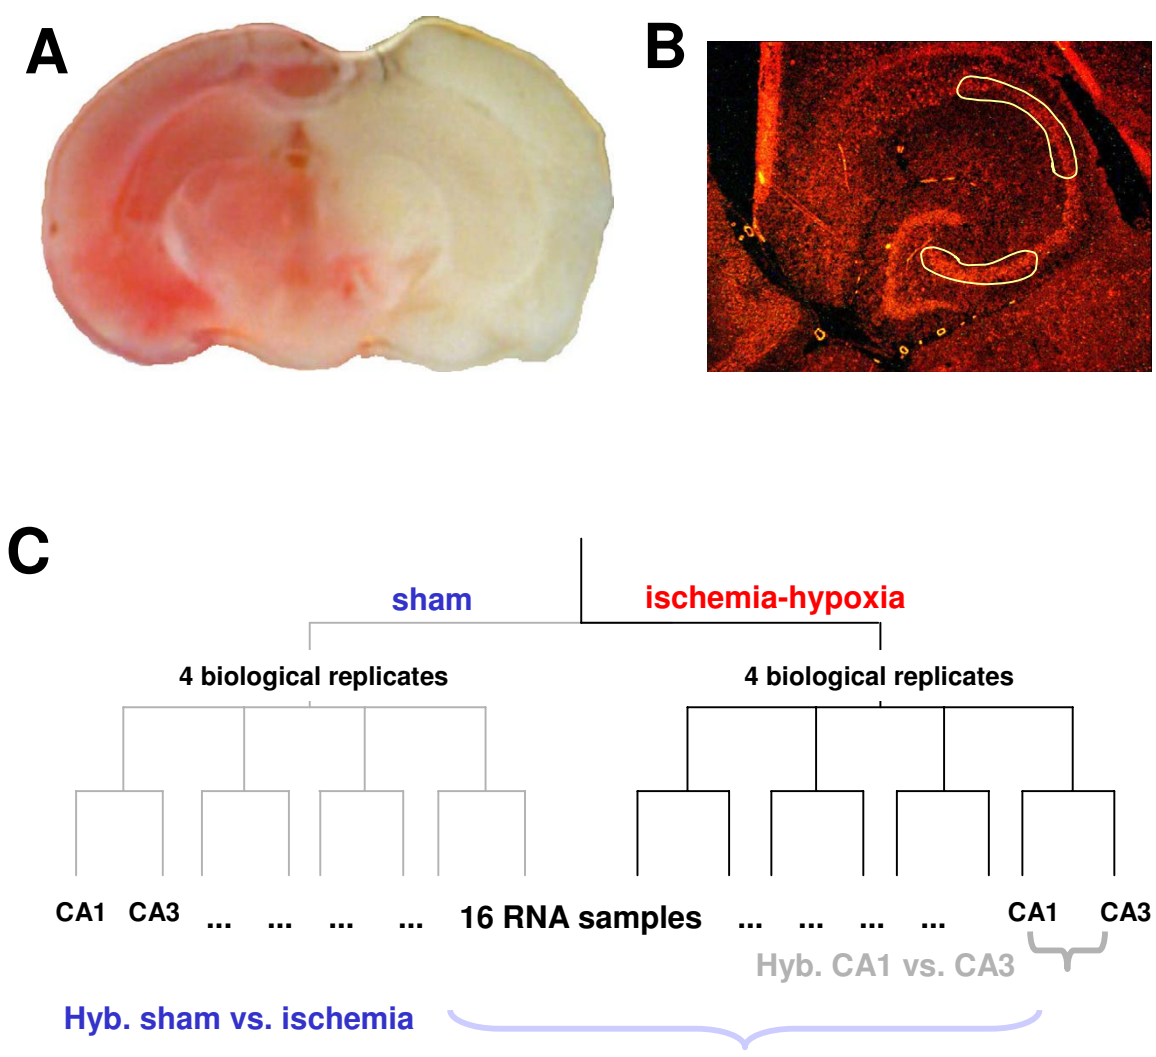 A
B
C
sham
ischemia-hypoxia
4 biological replicates
4 biological replicates
CA1 CA3 ... ... ... ... 16 RNA samples ... ... ... ... CA1 CA3
Hyb. CA1 vs. CA3
Hyb. sham vs. ischemia